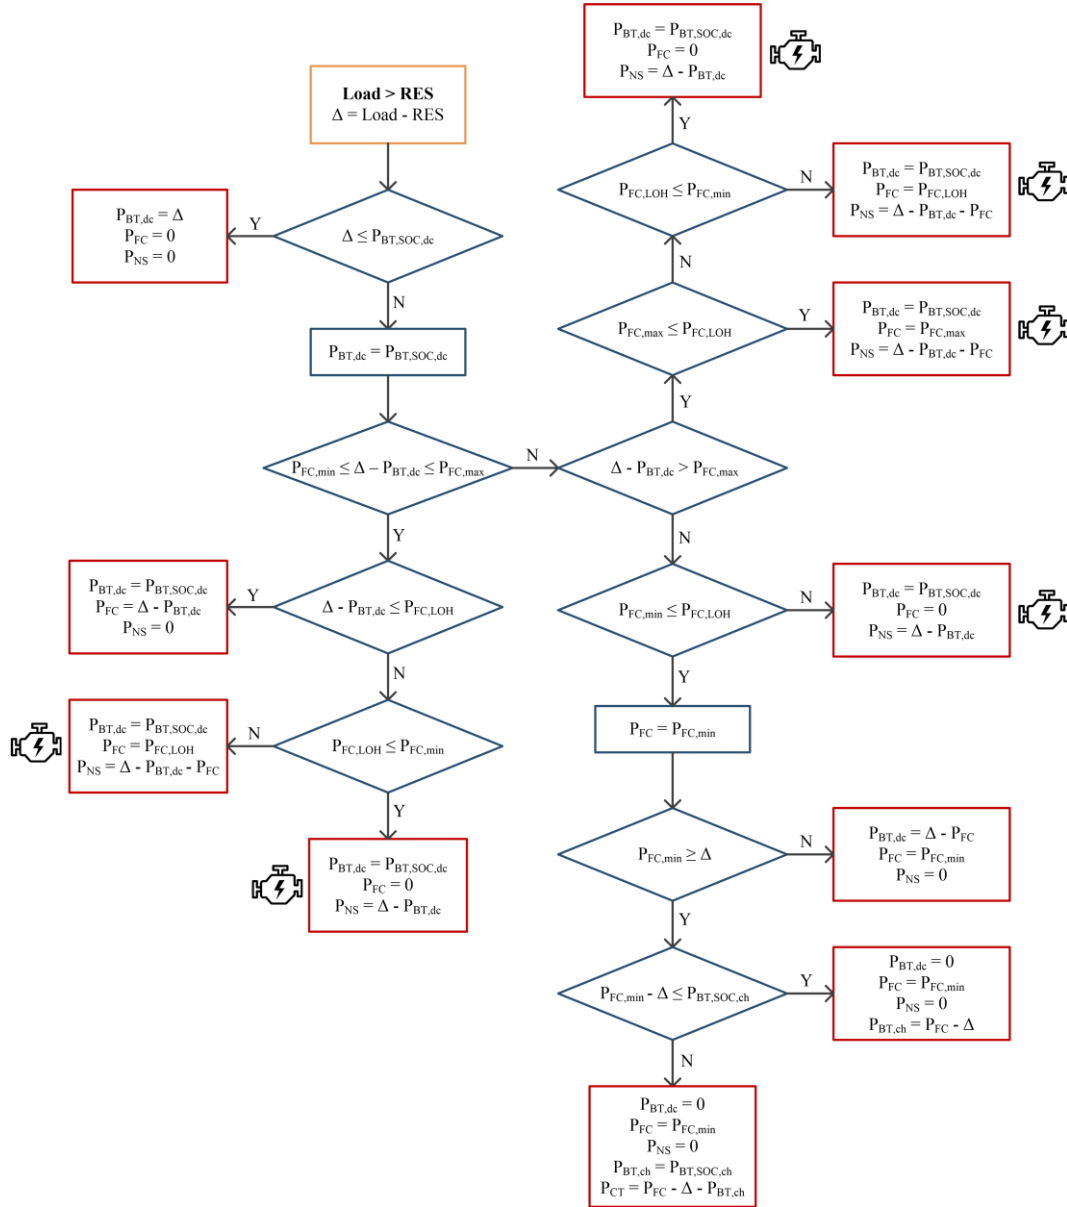 Load > RES
Δ = Load - RES
Δ ≤ P_BT,SOC,dc
Y
P_BT,dc = Δ
P_FC = 0
P_NS = 0
N
P_BT,dc = P_BT,SOC,dc
P_FC,min ≤ Δ – P_BT,dc ≤ P_FC,max
Y
Δ - P_BT,dc ≤ P_FC,LOH
Y
P_BT,dc = P_BT,SOC,dc
P_FC = Δ - P_BT,dc
P_NS = 0
N
P_FC,LOH ≤ P_FC,min
N
P_BT,dc = P_BT,SOC,dc
P_FC = P_FC,LOH
P_NS = Δ - P_BT,dc - P_FC
Y
P_BT,dc = P_BT,SOC,dc
P_FC = 0
P_NS = Δ - P_BT,dc
N
Δ - P_BT,dc > P_FC,max
Y
P_FC,max ≤ P_FC,LOH
Y
P_BT,dc = P_BT,SOC,dc
P_FC = P_FC,max
P_NS = Δ - P_BT,dc - P_FC
N
P_FC,LOH ≤ P_FC,min
N
P_BT,dc = P_BT,SOC,dc
P_FC = P_FC,LOH
P_NS = Δ - P_BT,dc - P_FC
Y
P_BT,dc = P_BT,SOC,dc
P_FC = 0
P_NS = Δ - P_BT,dc
N
P_FC,min ≤ P_FC,LOH
N
P_BT,dc = P_BT,SOC,dc
P_FC = 0
P_NS = Δ - P_BT,dc
Y
P_FC = P_FC,min
P_FC,min ≥ Δ
N
P_BT,dc = Δ - P_FC
P_FC = P_FC,min
P_NS = 0
Y
P_FC,min - Δ ≤ P_BT,SOC,ch
Y
P_BT,dc = 0
P_FC = P_FC,min
P_NS = 0
P_BT,ch = P_FC - Δ
N
P_BT,dc = 0
P_FC = P_FC,min
P_NS = 0
P_BT,ch = P_BT,SOC,ch
P_CT = P_FC - Δ - P_BT,ch